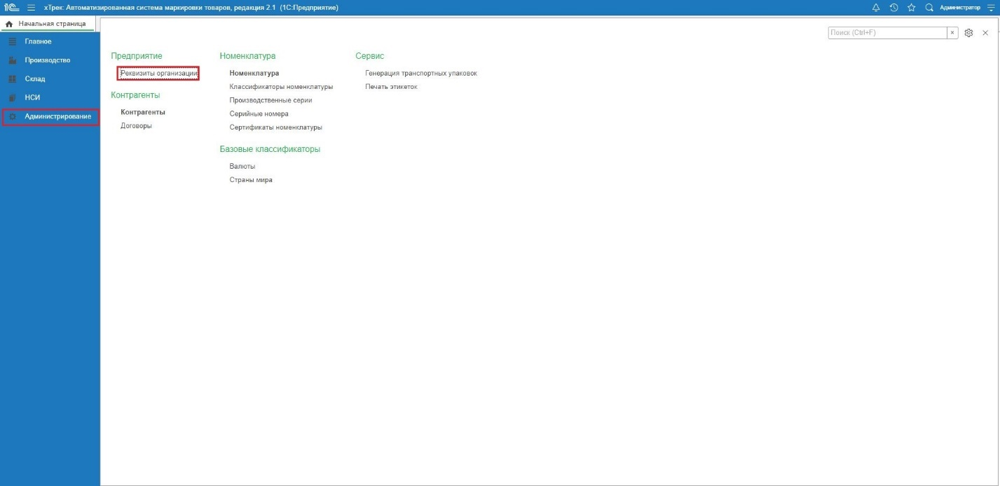 1С хТрек: Автоматизированная система маркировки товаров, редакция 2.1 (1С:Предприятие) Администратор
Начальная страница
Главное
Производство
Склад
НСИ
Администрирование
Поиск (Ctrl+F) ×
Предприятие
Реквизиты организации
Контрагенты
Контрагенты
Договоры
Номенклатура
Номенклатура
Классификаторы номенклатуры
Производственные серии
Серийные номера
Сертификаты номенклатуры
Базовые классификаторы
Валюты
Страны мира
Сервис
Генерация транспортных упаковок
Печать этикеток